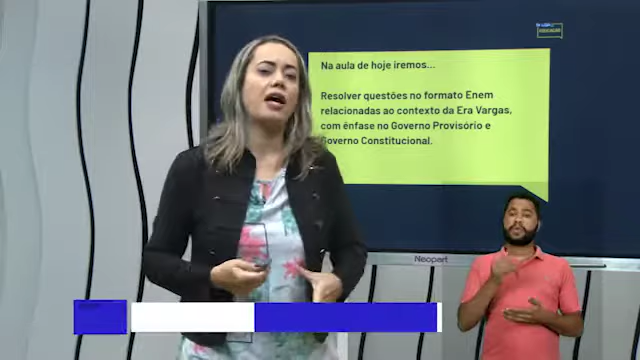 Na aula de hoje iremos...
Resolver questões no formato Enem
relacionadas ao contexto da Era Vargas,
com ênfase no Governo Provisório e
Governo Constitucional.
Neopart